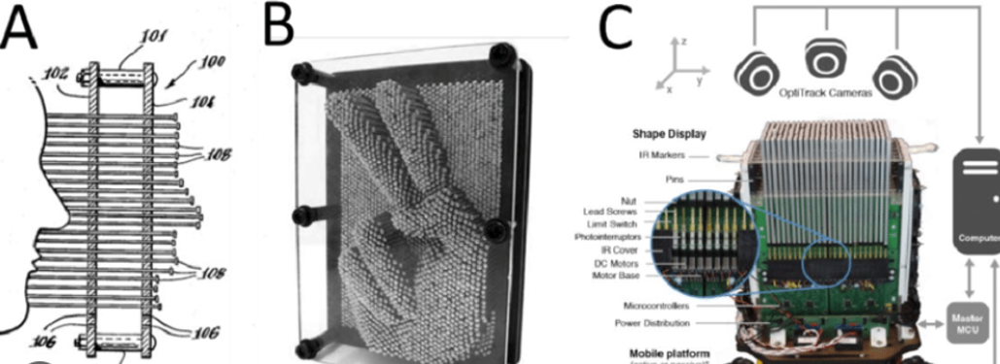 A
B
C
101
102
100
104
108
108
106
106
z
y
x
OptiTrack Cameras
Shape Display
IR Markers
Pins
Nut
Lead Screws
Limit Switch
Photointerruptors
IR Cover
DC Motors
Motor Base
Microcontrollers
Power Distribution
Mobile platform
Computer
Master
MCU